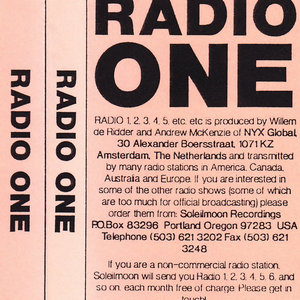 RADIO ONE
RADIO ONE
RADIO
ONE
RADIO 1, 2, 3, 4, 5, etc. etc is produced by Willem
de Ridder and Andrew McKenzie of NYX Global,
30 Alexander Boersstraat, 1071 KZ
Amsterdam, The Netherlands and transmitted
by many radio stations in America, Canada,
Australia and Europe. If you are interested in
some of the other radio shows (some of which
are too much for official broadcasting) please
order them from: Soleilmoon Recordings
P.O.Box 83296 Portland Oregon 97283 USA
Telephone (503) 621 3202 Fax (503) 621
3248
If you are a non-commercial radio station,
Soleilmoon will send you Radio 1, 2, 3, 4, 5, 6, and
so on, each month free of charge. Please get in
touch!